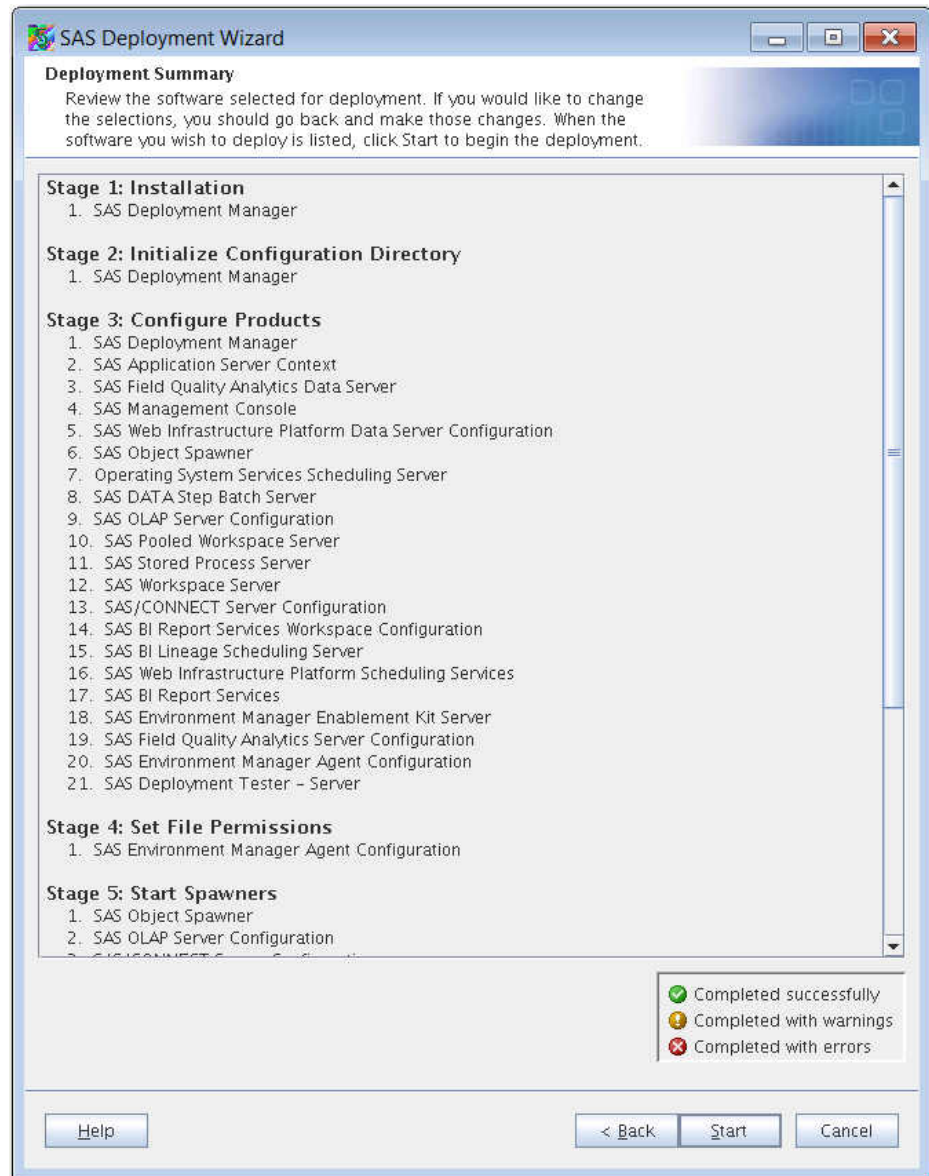 SAS Deployment Wizard
Deployment Summary
Review the software selected for deployment. If you would like to change
the selections, you should go back and make those changes. When the
software you wish to deploy is listed, click Start to begin the deployment.
Stage 1: Installation
1. SAS Deployment Manager
Stage 2: Initialize Configuration Directory
1. SAS Deployment Manager
Stage 3: Configure Products
1. SAS Deployment Manager
2. SAS Application Server Context
3. SAS Field Quality Analytics Data Server
4. SAS Management Console
5. SAS Web Infrastructure Platform Data Server Configuration
6. SAS Object Spawner
7. Operating System Services Scheduling Server
8. SAS DATA Step Batch Server
9. SAS OLAP Server Configuration
10. SAS Pooled Workspace Server
11. SAS Stored Process Server
12. SAS Workspace Server
13. SAS/CONNECT Server Configuration
14. SAS BI Report Services Workspace Configuration
15. SAS BI Lineage Scheduling Server
16. SAS Web Infrastructure Platform Scheduling Services
17. SAS BI Report Services
18. SAS Environment Manager Enablement Kit Server
19. SAS Field Quality Analytics Server Configuration
20. SAS Environment Manager Agent Configuration
21. SAS Deployment Tester – Server
Stage 4: Set File Permissions
1. SAS Environment Manager Agent Configuration
Stage 5: Start Spawners
1. SAS Object Spawner
2. SAS OLAP Server Configuration
Completed successfully
Completed with warnings
Completed with errors
Help
< Back
Start
Cancel